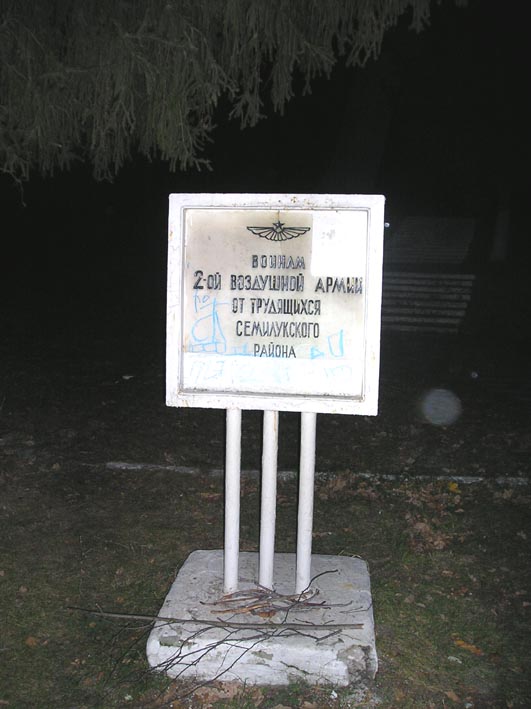 ВОИНАМ
2-ОЙ ВОЗДУШНОЙ АРМИИ
ОТ ТРУДЯЩИХСЯ
СЕМИЛУКСКОГО
РАЙОНА